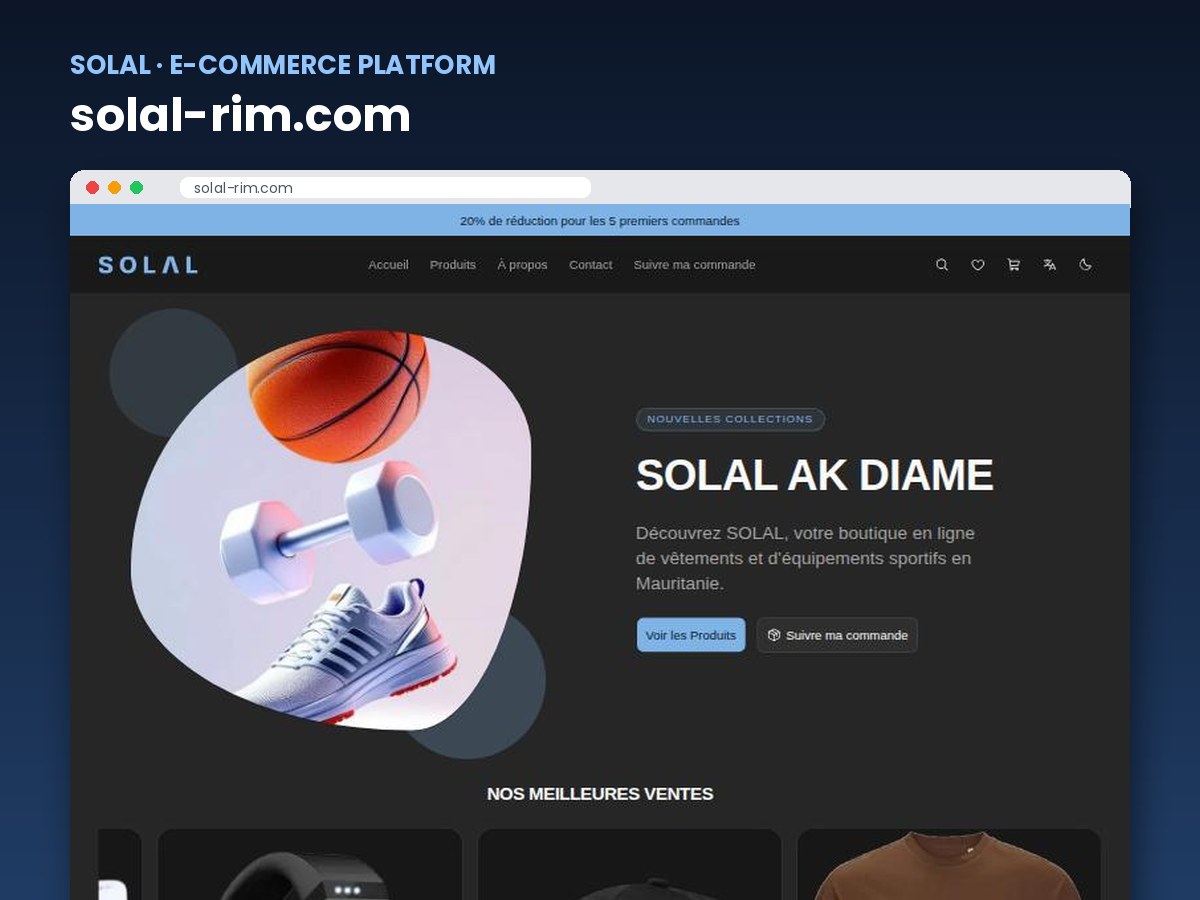 SOLAL · E-COMMERCE PLATFORM
solal-rim.com
solal-rim.com
20% de réduction pour les 5 premiers commandes
SOLAL
Accueil Produits À propos Contact Suivre ma commande
NOUVELLES COLLECTIONS
SOLAL AK DIAME
Découvrez SOLAL, votre boutique en ligne
de vêtements et d'équipements sportifs en
Mauritanie.
Voir les Produits Suivre ma commande
NOS MEILLEURES VENTES